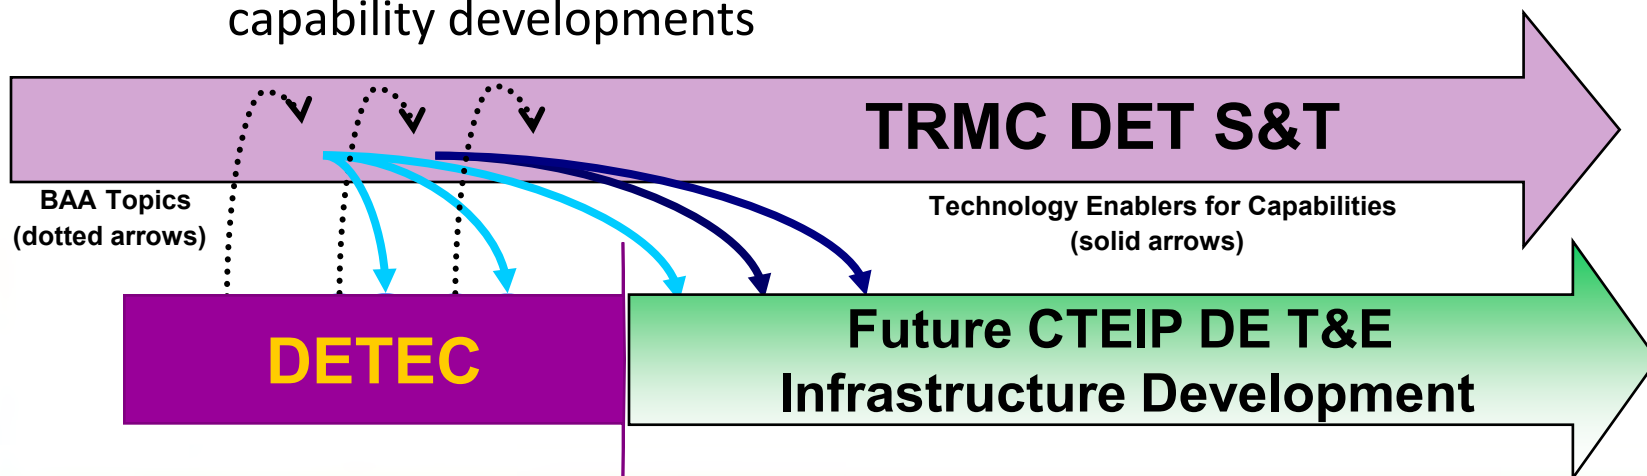 capability developments
TRMC DET S&T
BAA Topics
(dotted arrows)
Technology Enablers for Capabilities
(solid arrows)
DETEC
Future CTEIP DE T&E
Infrastructure Development